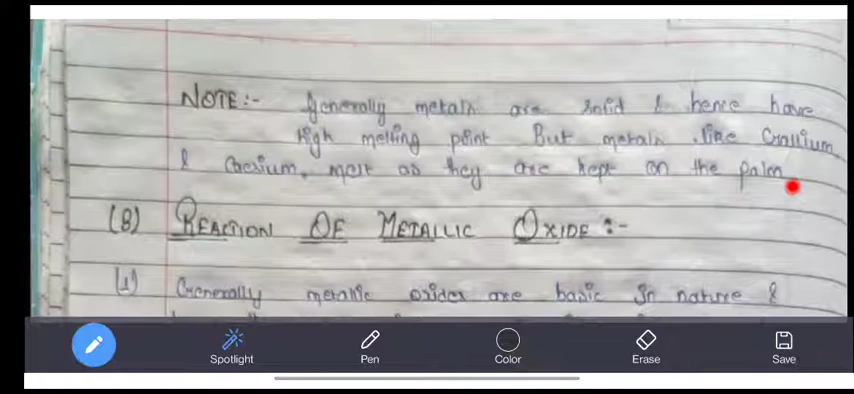 NOTE:- Generally metals are solid & hence have
high melting point But metals like Gallium
& Caesium, melt as they are kept on the palm
(B) REACTION OF METALLIC OXIDE :-
(1) Generally metallic oxides are basic in nature &
Spotlight Pen Color Erase Save